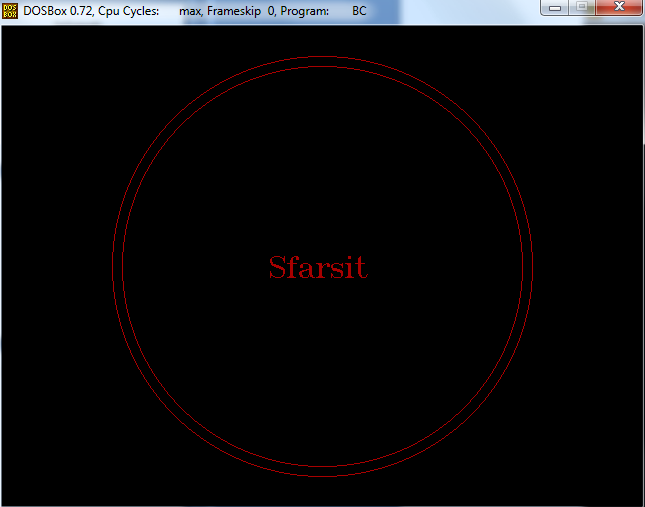 DOSBox 0.72, Cpu Cycles: max, Frameskip 0, Program: BC
Sfarsit